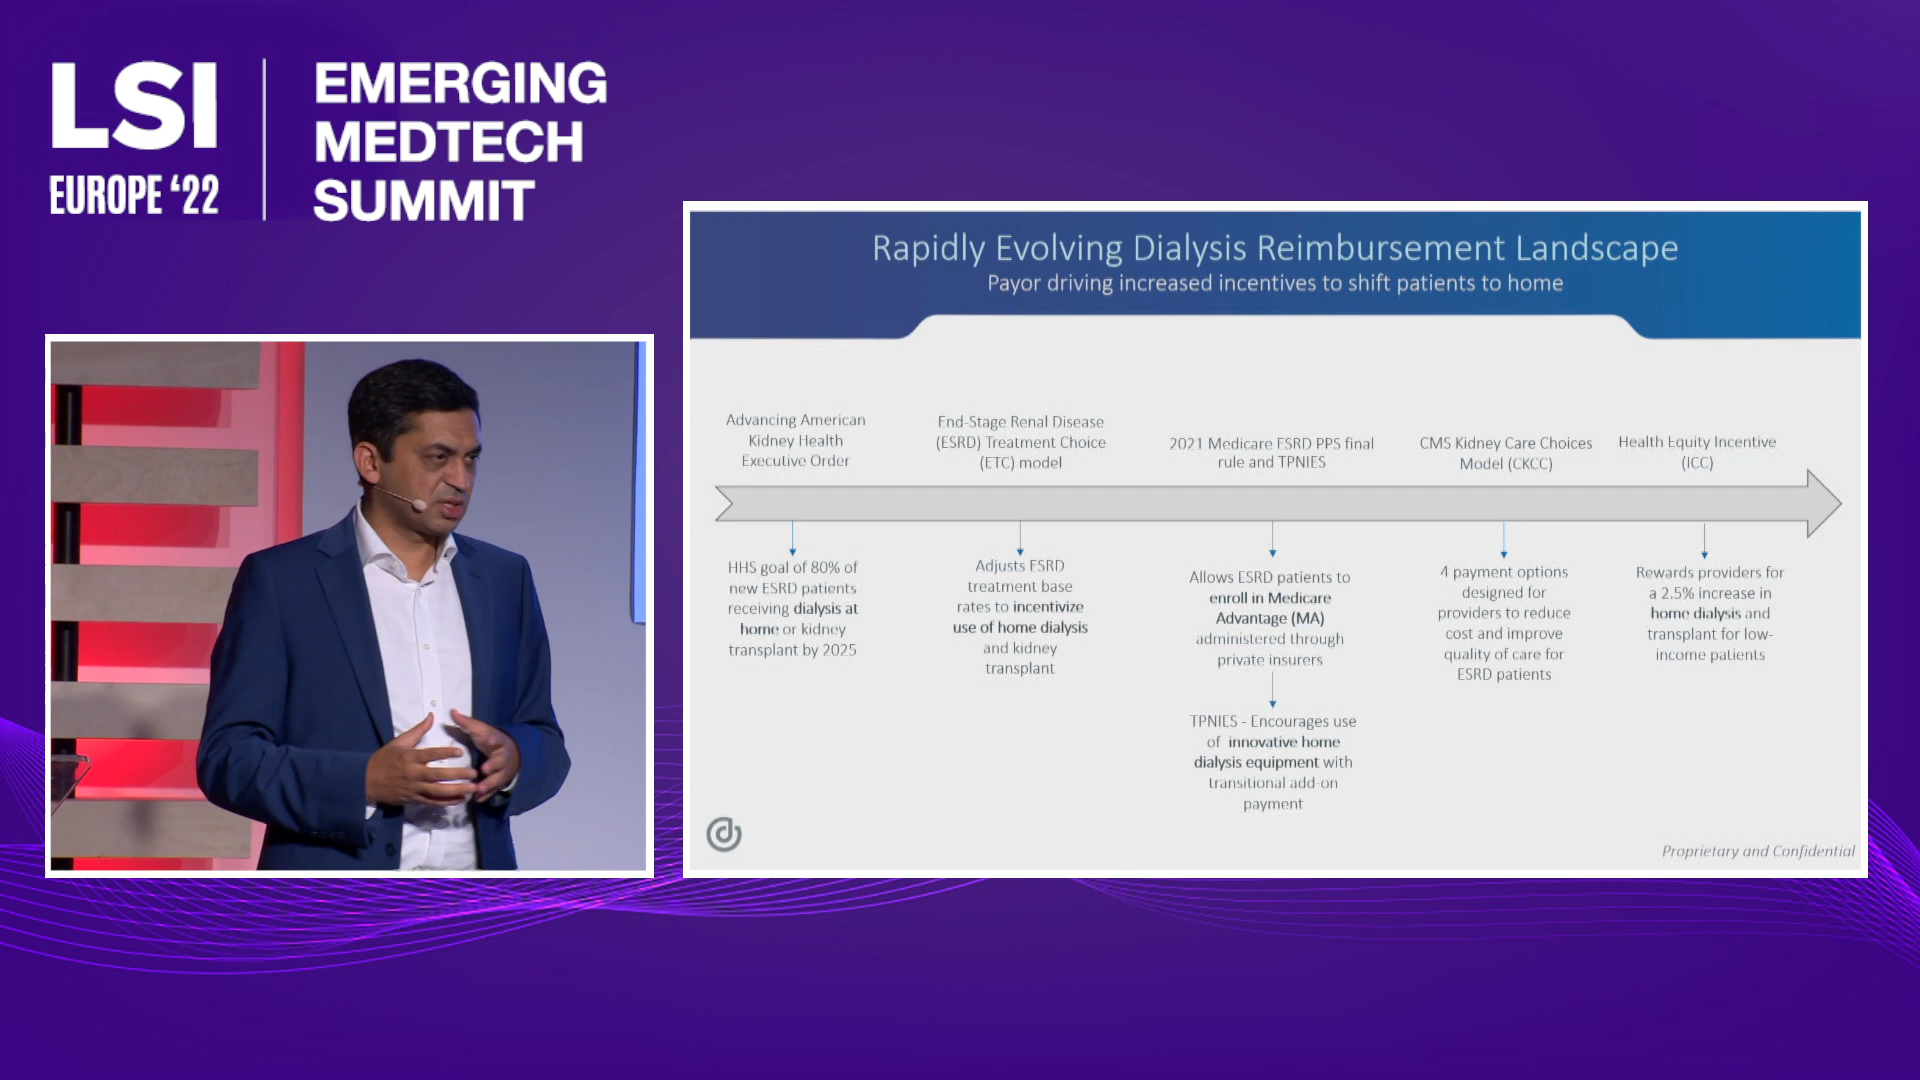 LSI
EUROPE ‘22
EMERGING
MEDTECH
SUMMIT
Rapidly Evolving Dialysis Reimbursement Landscape
Payor driving increased incentives to shift patients to home
Advancing American
Kidney Health
Executive Order
End-Stage Renal Disease
(ESRD) Treatment Choice
(ETC) model
2021 Medicare ESRD PPS final
rule and TPNIES
CMS Kidney Care Choices
Model (CKCC)
Health Equity Incentive
(ICC)
HHS goal of 80% of
new ESRD patients
receiving dialysis at
home or kidney
transplant by 2025
Adjusts ESRD
treatment base
rates to incentivize
use of home dialysis
and kidney
transplant
Allows ESRD patients to
enroll in Medicare
Advantage (MA)
administered through
private insurers
TPNIES - Encourages use
of innovative home
dialysis equipment with
transitional add-on
payment
4 payment options
designed for
providers to reduce
cost and improve
quality of care for
ESRD patients
Rewards providers for
a 2.5% increase in
home dialysis and
transplant for low-
income patients
Proprietary and Confidential